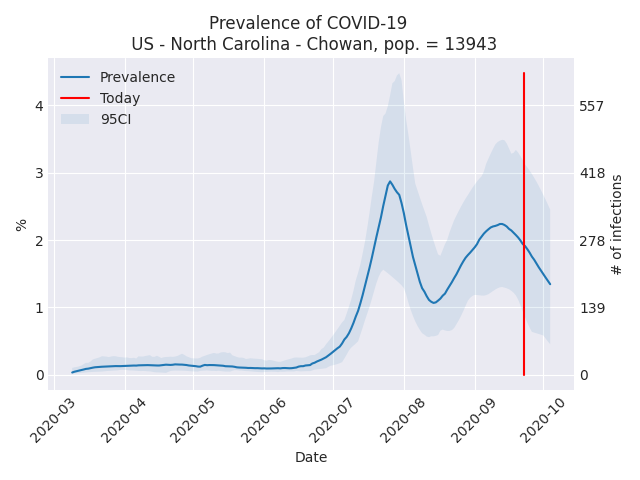 Prevalence of COVID-19
US - North Carolina - Chowan, pop. = 13943
Prevalence
Today
95CI
%
4
3
2
1
0
557
418
278
139
0
# of infections
2020-03
2020-04
2020-05
2020-06
2020-07
2020-08
2020-09
2020-10
Date